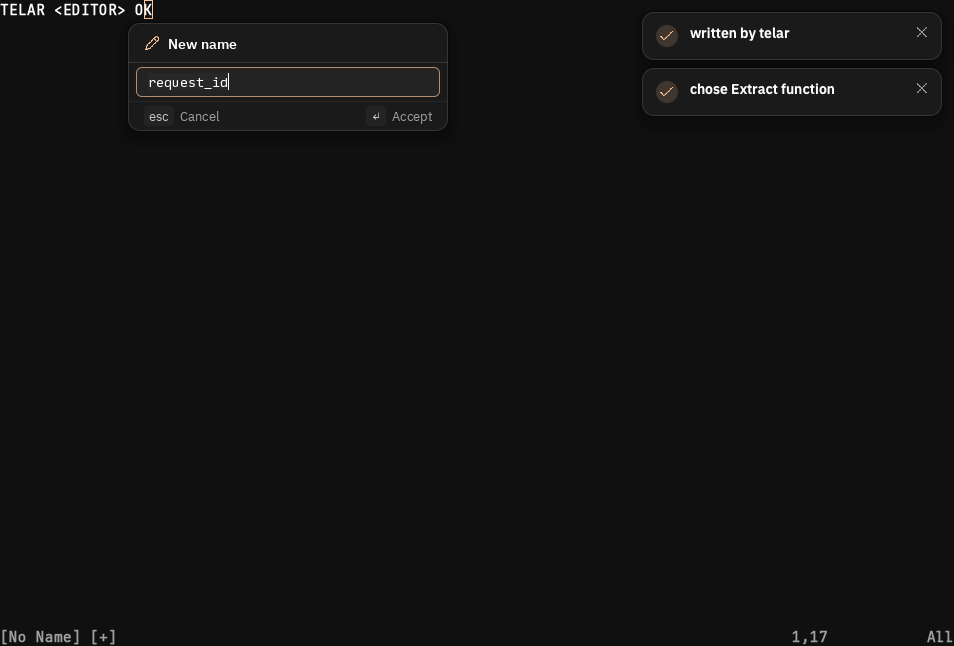 TELAR <EDITOR> OK
New name
request_id
esc Cancel ↵ Accept
written by telar
chose Extract function
[No Name] [+] 1,17 All